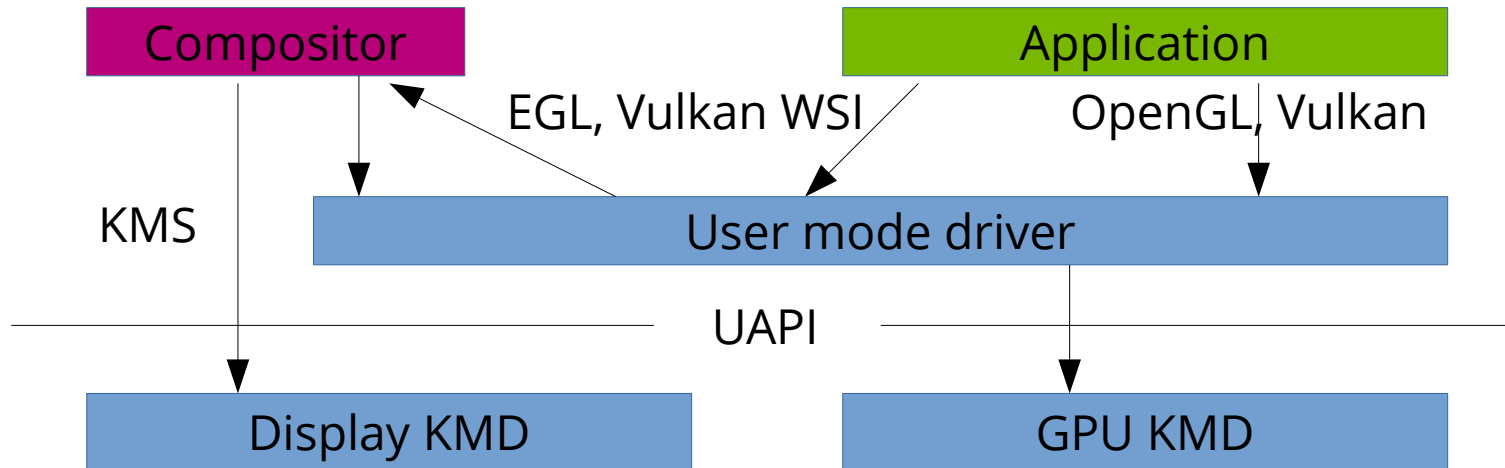 Compositor
Application
EGL, Vulkan WSI
OpenGL, Vulkan
KMS
User mode driver
UAPI
Display KMD
GPU KMD